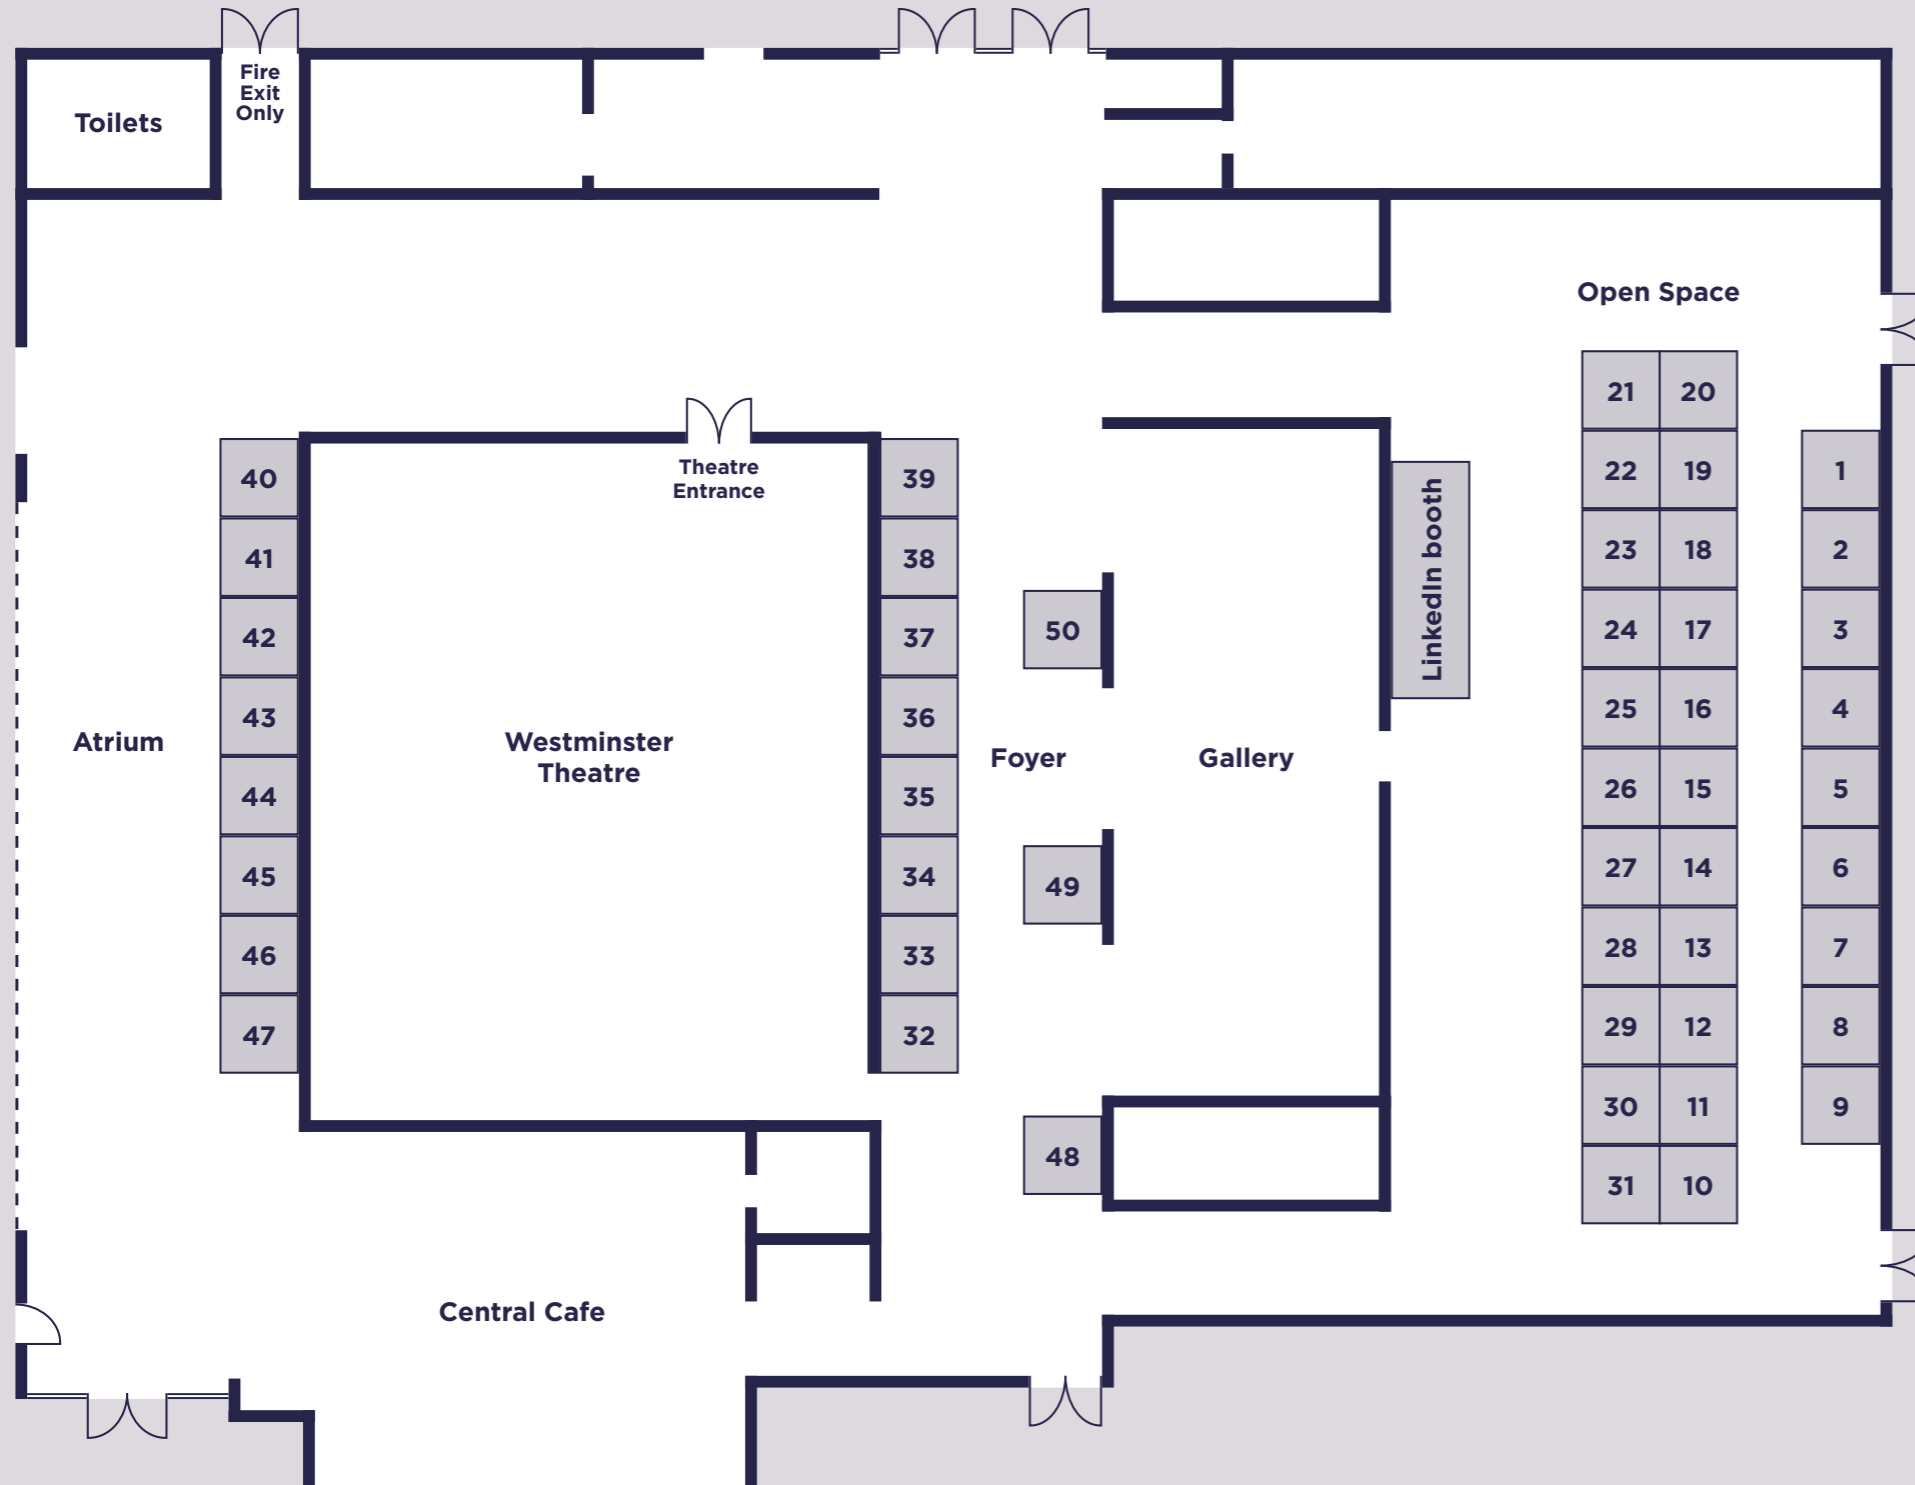 Fire
Exit
Only
Toilets
Open Space
21 20
22 19 1
23 18 2
24 17 3
25 16 4
26 15 5
27 14 6
28 13 7
29 12 8
30 11 9
31 10
LinkedIn booth
Theatre
Entrance
40
41
42
43
44
45
46
47
39
38
37
36
35
34
33
32
50
49
48
Atrium
Westminster
Theatre
Foyer
Gallery
Central Cafe